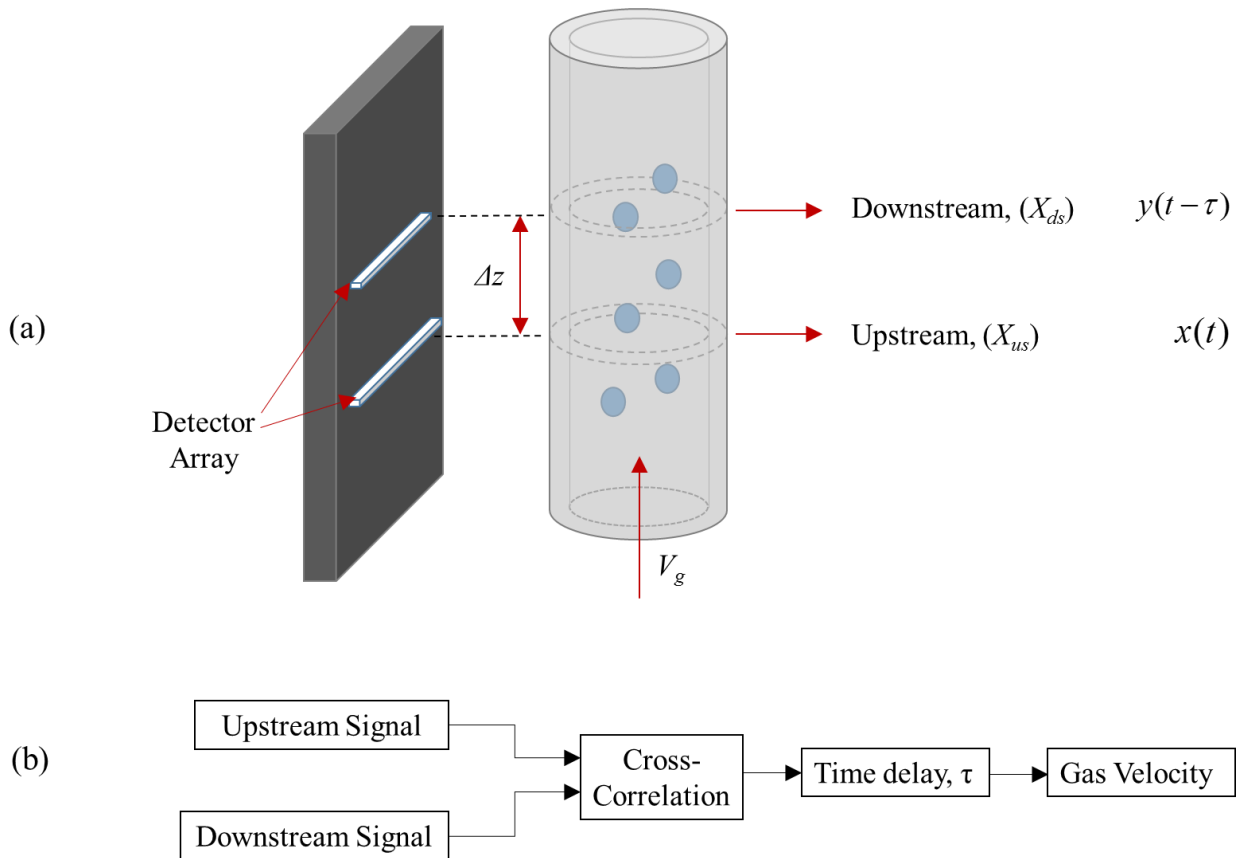 Downstream, (X_ds) y(t − τ)
Δz
(a)
Upstream, (X_us) x(t)
Detector
Array
V_g
Upstream Signal
(b)
Cross-
Correlation
Time delay, τ
Gas Velocity
Downstream Signal